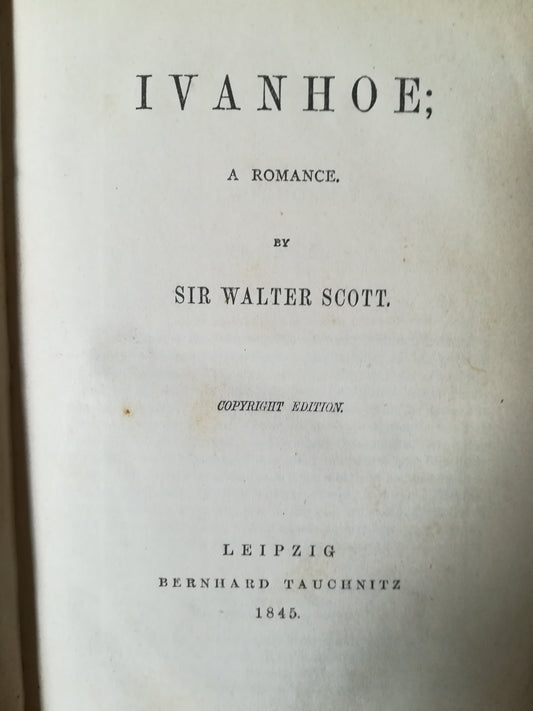 IVANHOE;
A ROMANCE.
BY
SIR WALTER SCOTT.
COPYRIGHT EDITION.
LEIPZIG
BERNHARD TAUCHNITZ
1845.